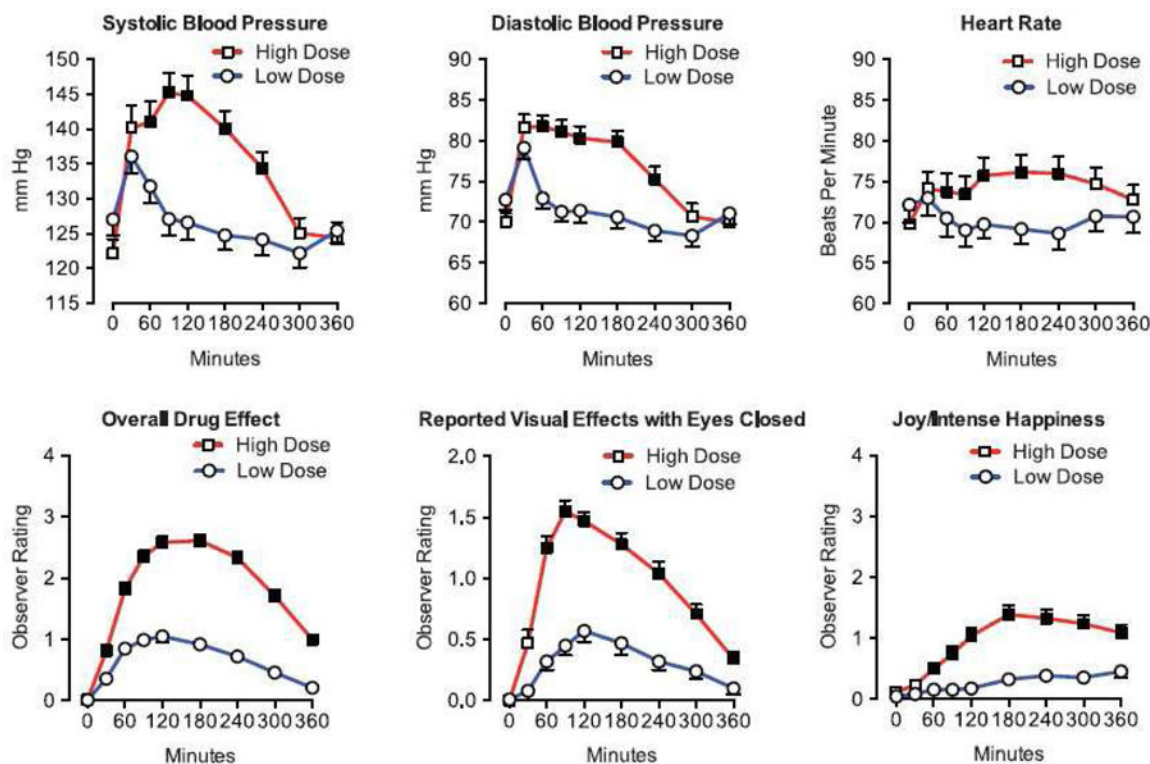 Systolic Blood Pressure
High Dose
Low Dose
mm Hg
150
145
140
135
130
125
120
115
0 60 120 180 240 300 360
Minutes
Diastolic Blood Pressure
High Dose
Low Dose
mm Hg
90
85
80
75
70
65
60
0 60 120 180 240 300 360
Minutes
Heart Rate
High Dose
Low Dose
Beats Per Minute
90
85
80
75
70
65
60
0 60 120 180 240 300 360
Minutes
Overall Drug Effect
High Dose
Low Dose
Observer Rating
4
3
2
1
0
0 60 120 180 240 300 360
Minutes
Reported Visual Effects with Eyes Closed
High Dose
Low Dose
Observer Rating
2.0
1.5
1.0
0.5
0.0
0 60 120 180 240 300 360
Minutes
Joy/Intense Happiness
High Dose
Low Dose
Observer Rating
4
3
2
1
0
0 60 120 180 240 300 360
Minutes